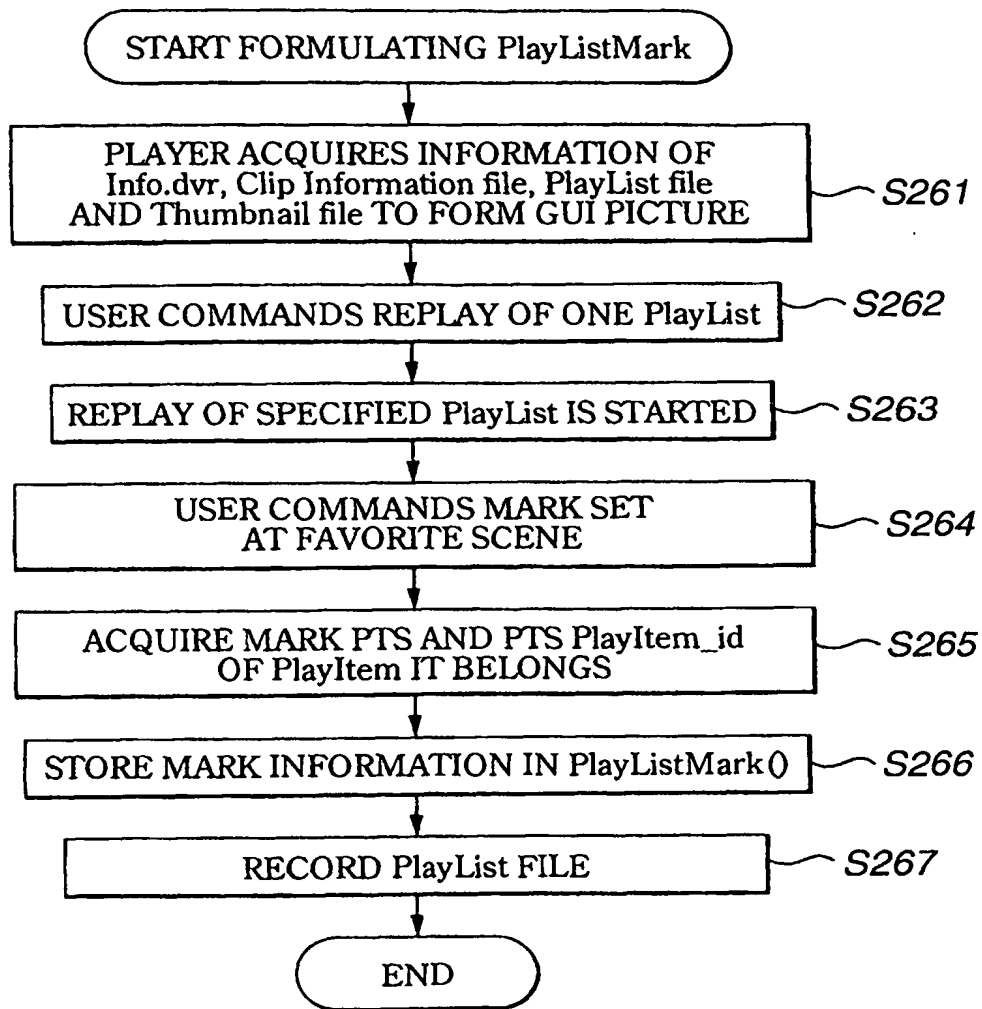 START FORMULATING PlayListMark
PLAYER ACQUIRES INFORMATION OF
Info.dvr, Clip Information file, PlayList file
AND Thumbnail file TO FORM GUI PICTURE
S261
USER COMMANDS REPLAY OF ONE PlayList
S262
REPLAY OF SPECIFIED PlayList IS STARTED
S263
USER COMMANDS MARK SET
AT FAVORITE SCENE
S264
ACQUIRE MARK PTS AND PTS PlayItem_id
OF PlayItem IT BELONGS
S265
STORE MARK INFORMATION IN PlayListMark()
S266
RECORD PlayList FILE
S267
END